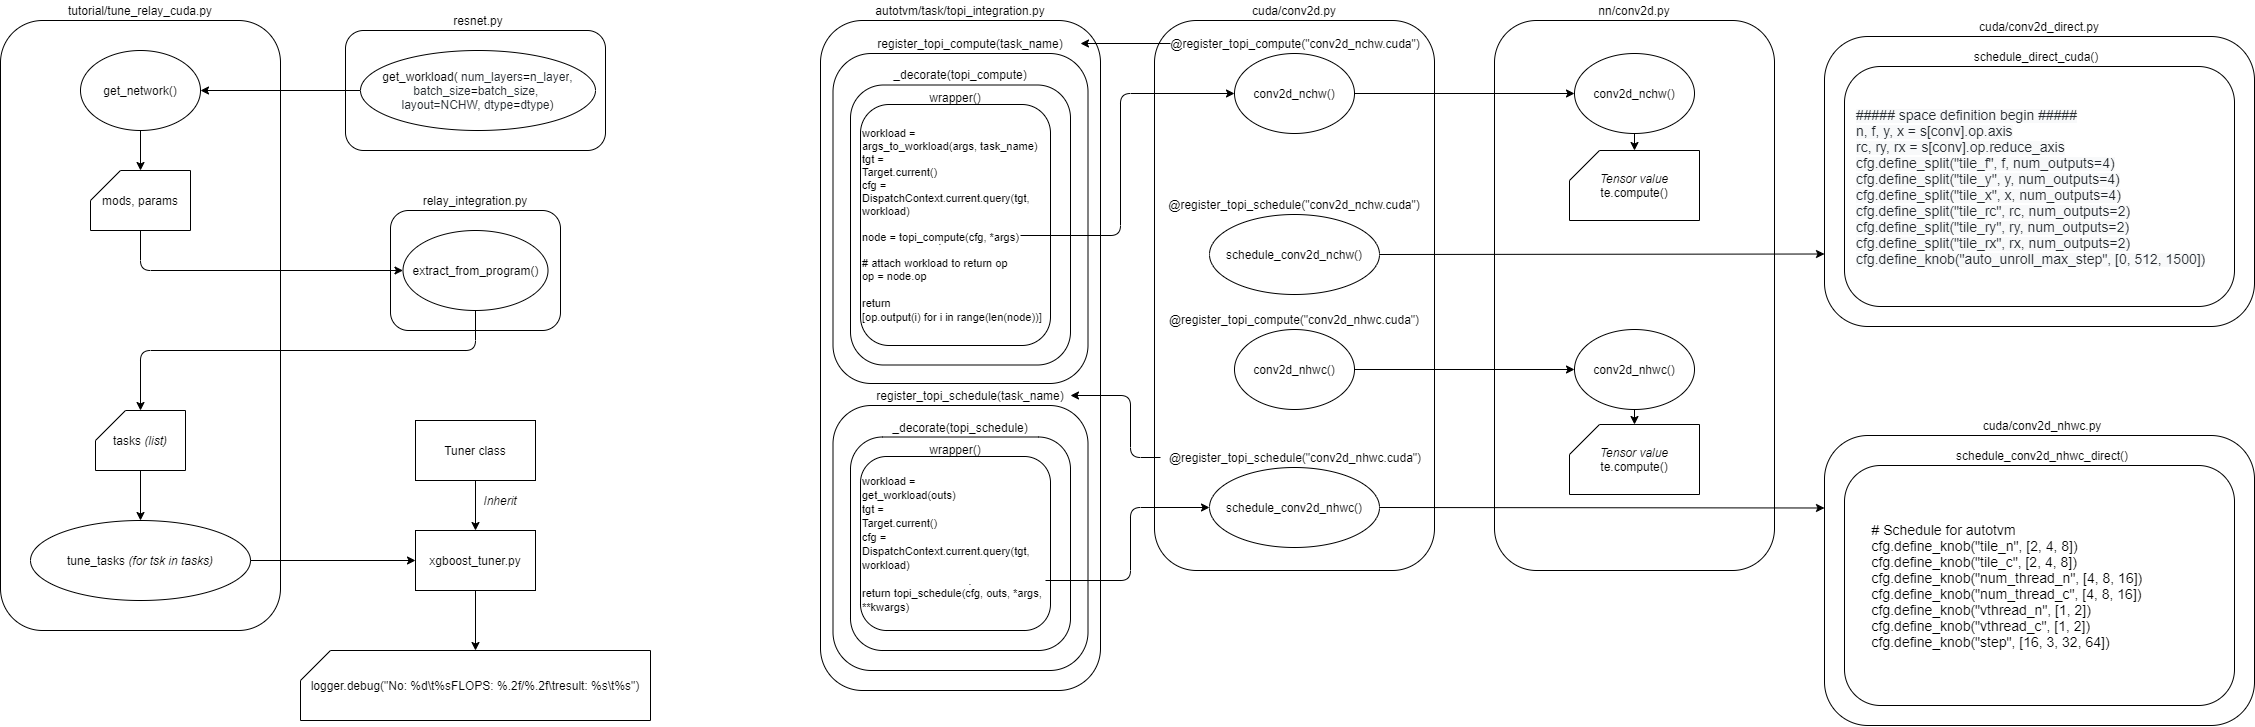 tutorial/tune_relay_cuda.py
get_network()
mods, params
tasks (list)
tune_tasks (for tsk in tasks)
resnet.py
get_workload( num_layers=n_layer,
batch_size=batch_size,
layout=NCHW, dtype=dtype)
relay_integration.py
extract_from_program()
Tuner class
Inherit
xgboost_tuner.py
logger.debug("No: %d\t%sFLOPS: %.2f/%.2f\tresult: %s\t%s")
autotvm/task/topi_integration.py
register_topi_compute(task_name)
_decorate(topi_compute)
wrapper()
workload =
args_to_workload(args, task_name)
tgt =
Target.current()
cfg =
DispatchContext.current.query(tgt,
workload)
node = topi_compute(cfg, *args)
# attach workload to return op
op = node.op
return
[op.output(i) for i in range(len(node))]
register_topi_schedule(task_name)
_decorate(topi_schedule)
wrapper()
workload =
get_workload(outs)
tgt =
Target.current()
cfg =
DispatchContext.current.query(tgt,
workload)
return topi_schedule(cfg, outs, *args,
**kwargs)
cuda/conv2d.py
@register_topi_compute("conv2d_nchw.cuda")
conv2d_nchw()
@register_topi_schedule("conv2d_nchw.cuda")
schedule_conv2d_nchw()
@register_topi_compute("conv2d_nhwc.cuda")
conv2d_nhwc()
@register_topi_schedule("conv2d_nhwc.cuda")
schedule_conv2d_nhwc()
nn/conv2d.py
conv2d_nchw()
Tensor value
te.compute()
conv2d_nhwc()
Tensor value
te.compute()
cuda/conv2d_direct.py
schedule_direct_cuda()
##### space definition begin #####
n, f, y, x = s[conv].op.axis
rc, ry, rx = s[conv].op.reduce_axis
cfg.define_split("tile_f", f, num_outputs=4)
cfg.define_split("tile_y", y, num_outputs=4)
cfg.define_split("tile_x", x, num_outputs=4)
cfg.define_split("tile_rc", rc, num_outputs=2)
cfg.define_split("tile_ry", ry, num_outputs=2)
cfg.define_split("tile_rx", rx, num_outputs=2)
cfg.define_knob("auto_unroll_max_step", [0, 512, 1500])
cuda/conv2d_nhwc.py
schedule_conv2d_nhwc_direct()
# Schedule for autotvm
cfg.define_knob("tile_n", [2, 4, 8])
cfg.define_knob("tile_c", [2, 4, 8])
cfg.define_knob("num_thread_n", [4, 8, 16])
cfg.define_knob("num_thread_c", [4, 8, 16])
cfg.define_knob("vthread_n", [1, 2])
cfg.define_knob("vthread_c", [1, 2])
cfg.define_knob("step", [16, 3, 32, 64])